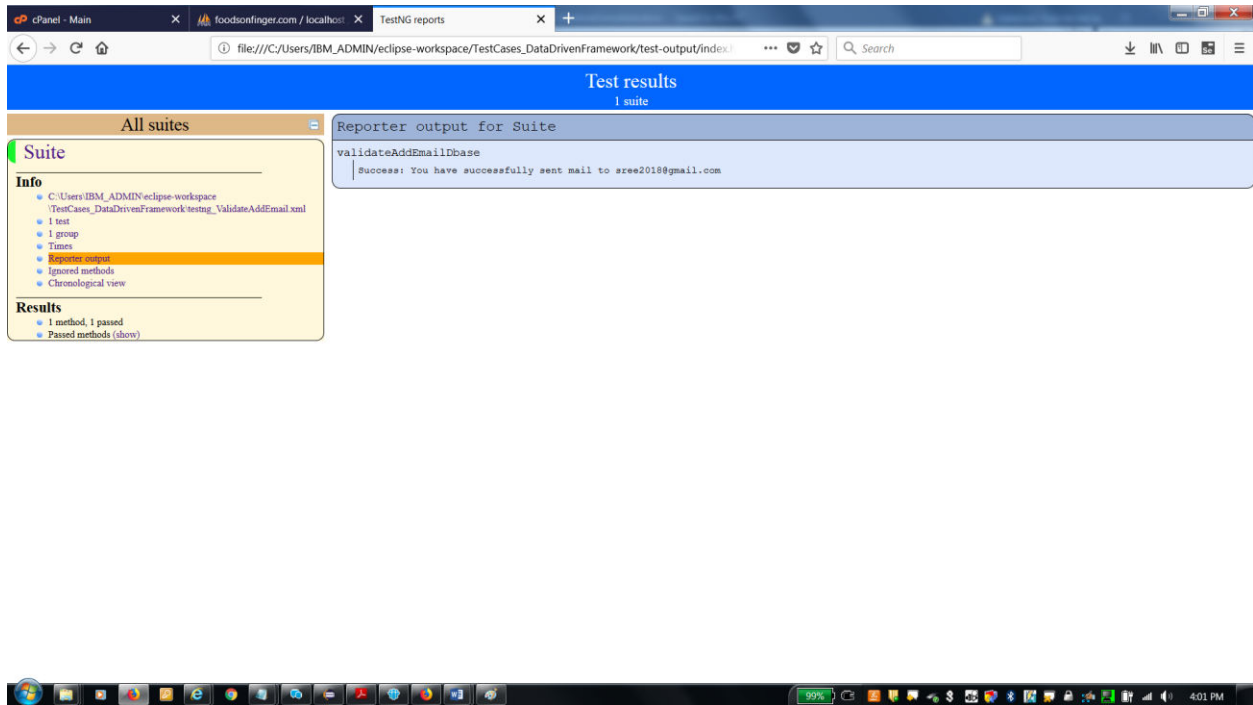 cPanel - Main
foodsonfinger.com / localhost
TestNG reports
file:///C:/Users/IBM_ADMIN/eclipse-workspace/TestCases_DataDrivenFramework/test-output/index.
Search
Test results
1 suite
All suites
Reporter output for Suite
Suite
validateAddEmailDbase
Success: You have successfully sent mail to sree2018@gmail.com
Info
C:\Users\IBM_ADMIN\eclipse-workspace
\TestCases_DataDrivenFramework\testng_ValidateAddEmail.xml
1 test
1 group
Times
Reporter output
Ignored methods
Chronological view
Results
1 method, 1 passed
Passed methods (show)
99%
4:01 PM